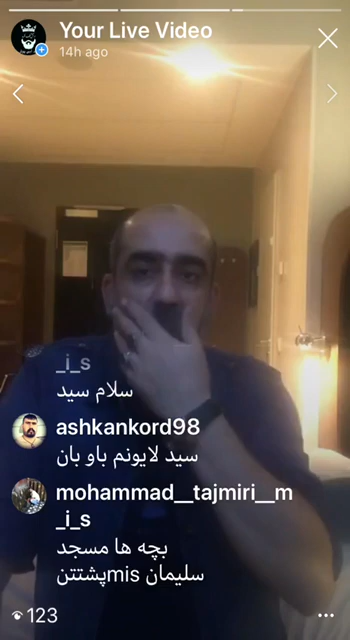 Your Live Video
14h ago
_i_s
سلام سید
ashkankord98
سید لایونم باو بان
mohammad__tajmiri__m
_i_s
بچه ها مسجد
سلیمان misپشتتن
123